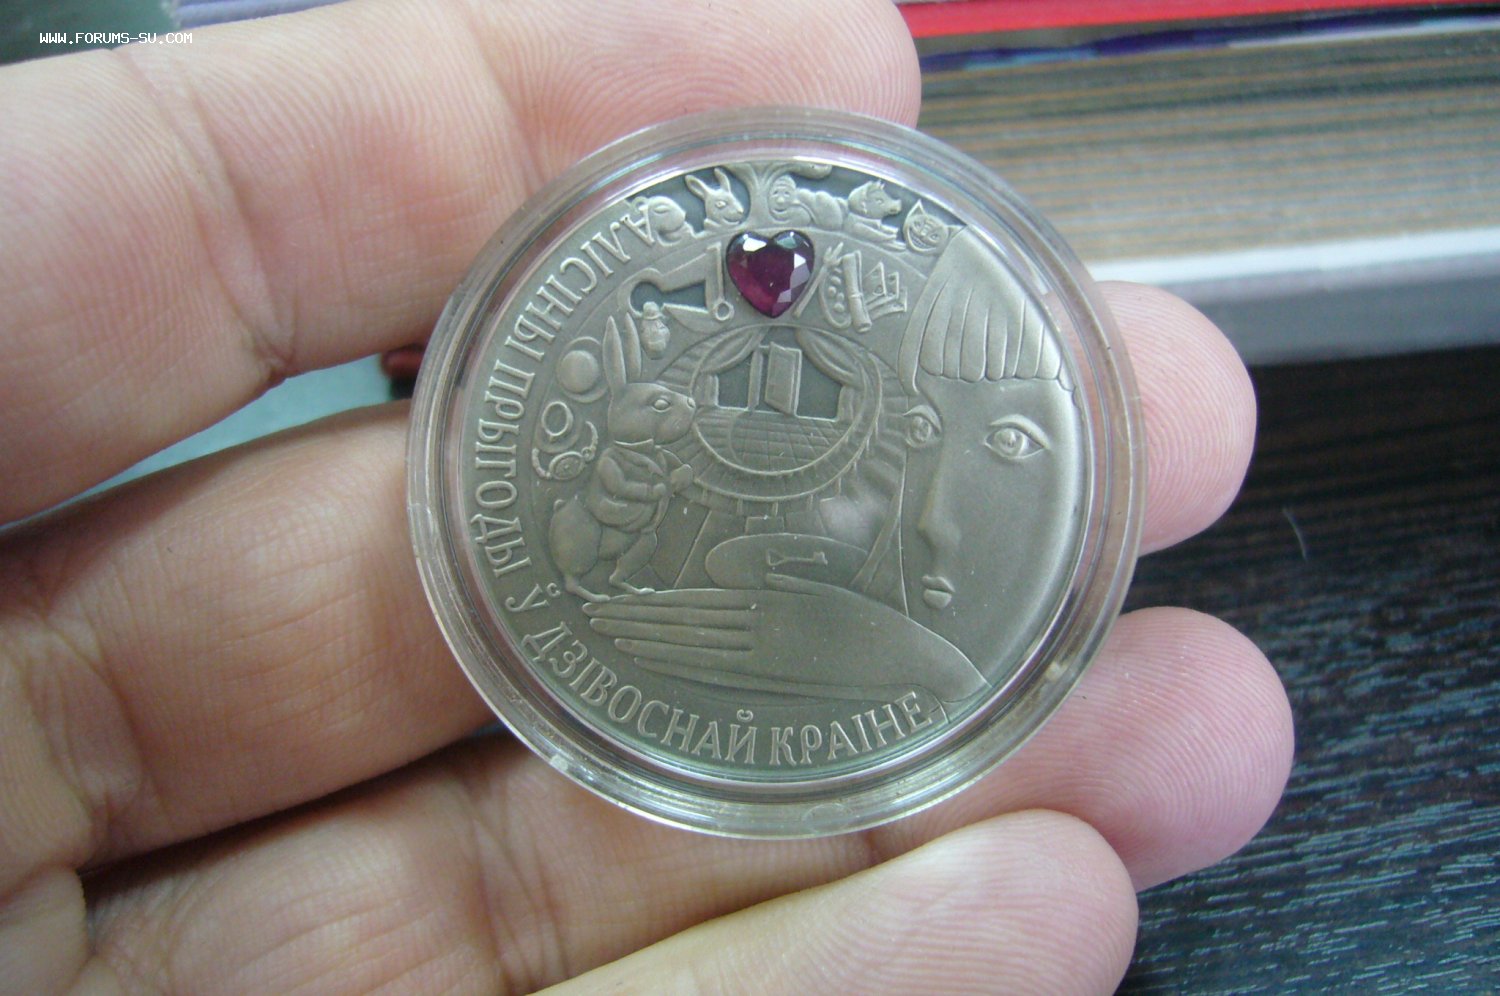 WWW.FORUMS-SU.COM
АЛІСІНЫ ПРЫГОДЫ Ў ДЗІВОСНАЙ КРАІНЕ